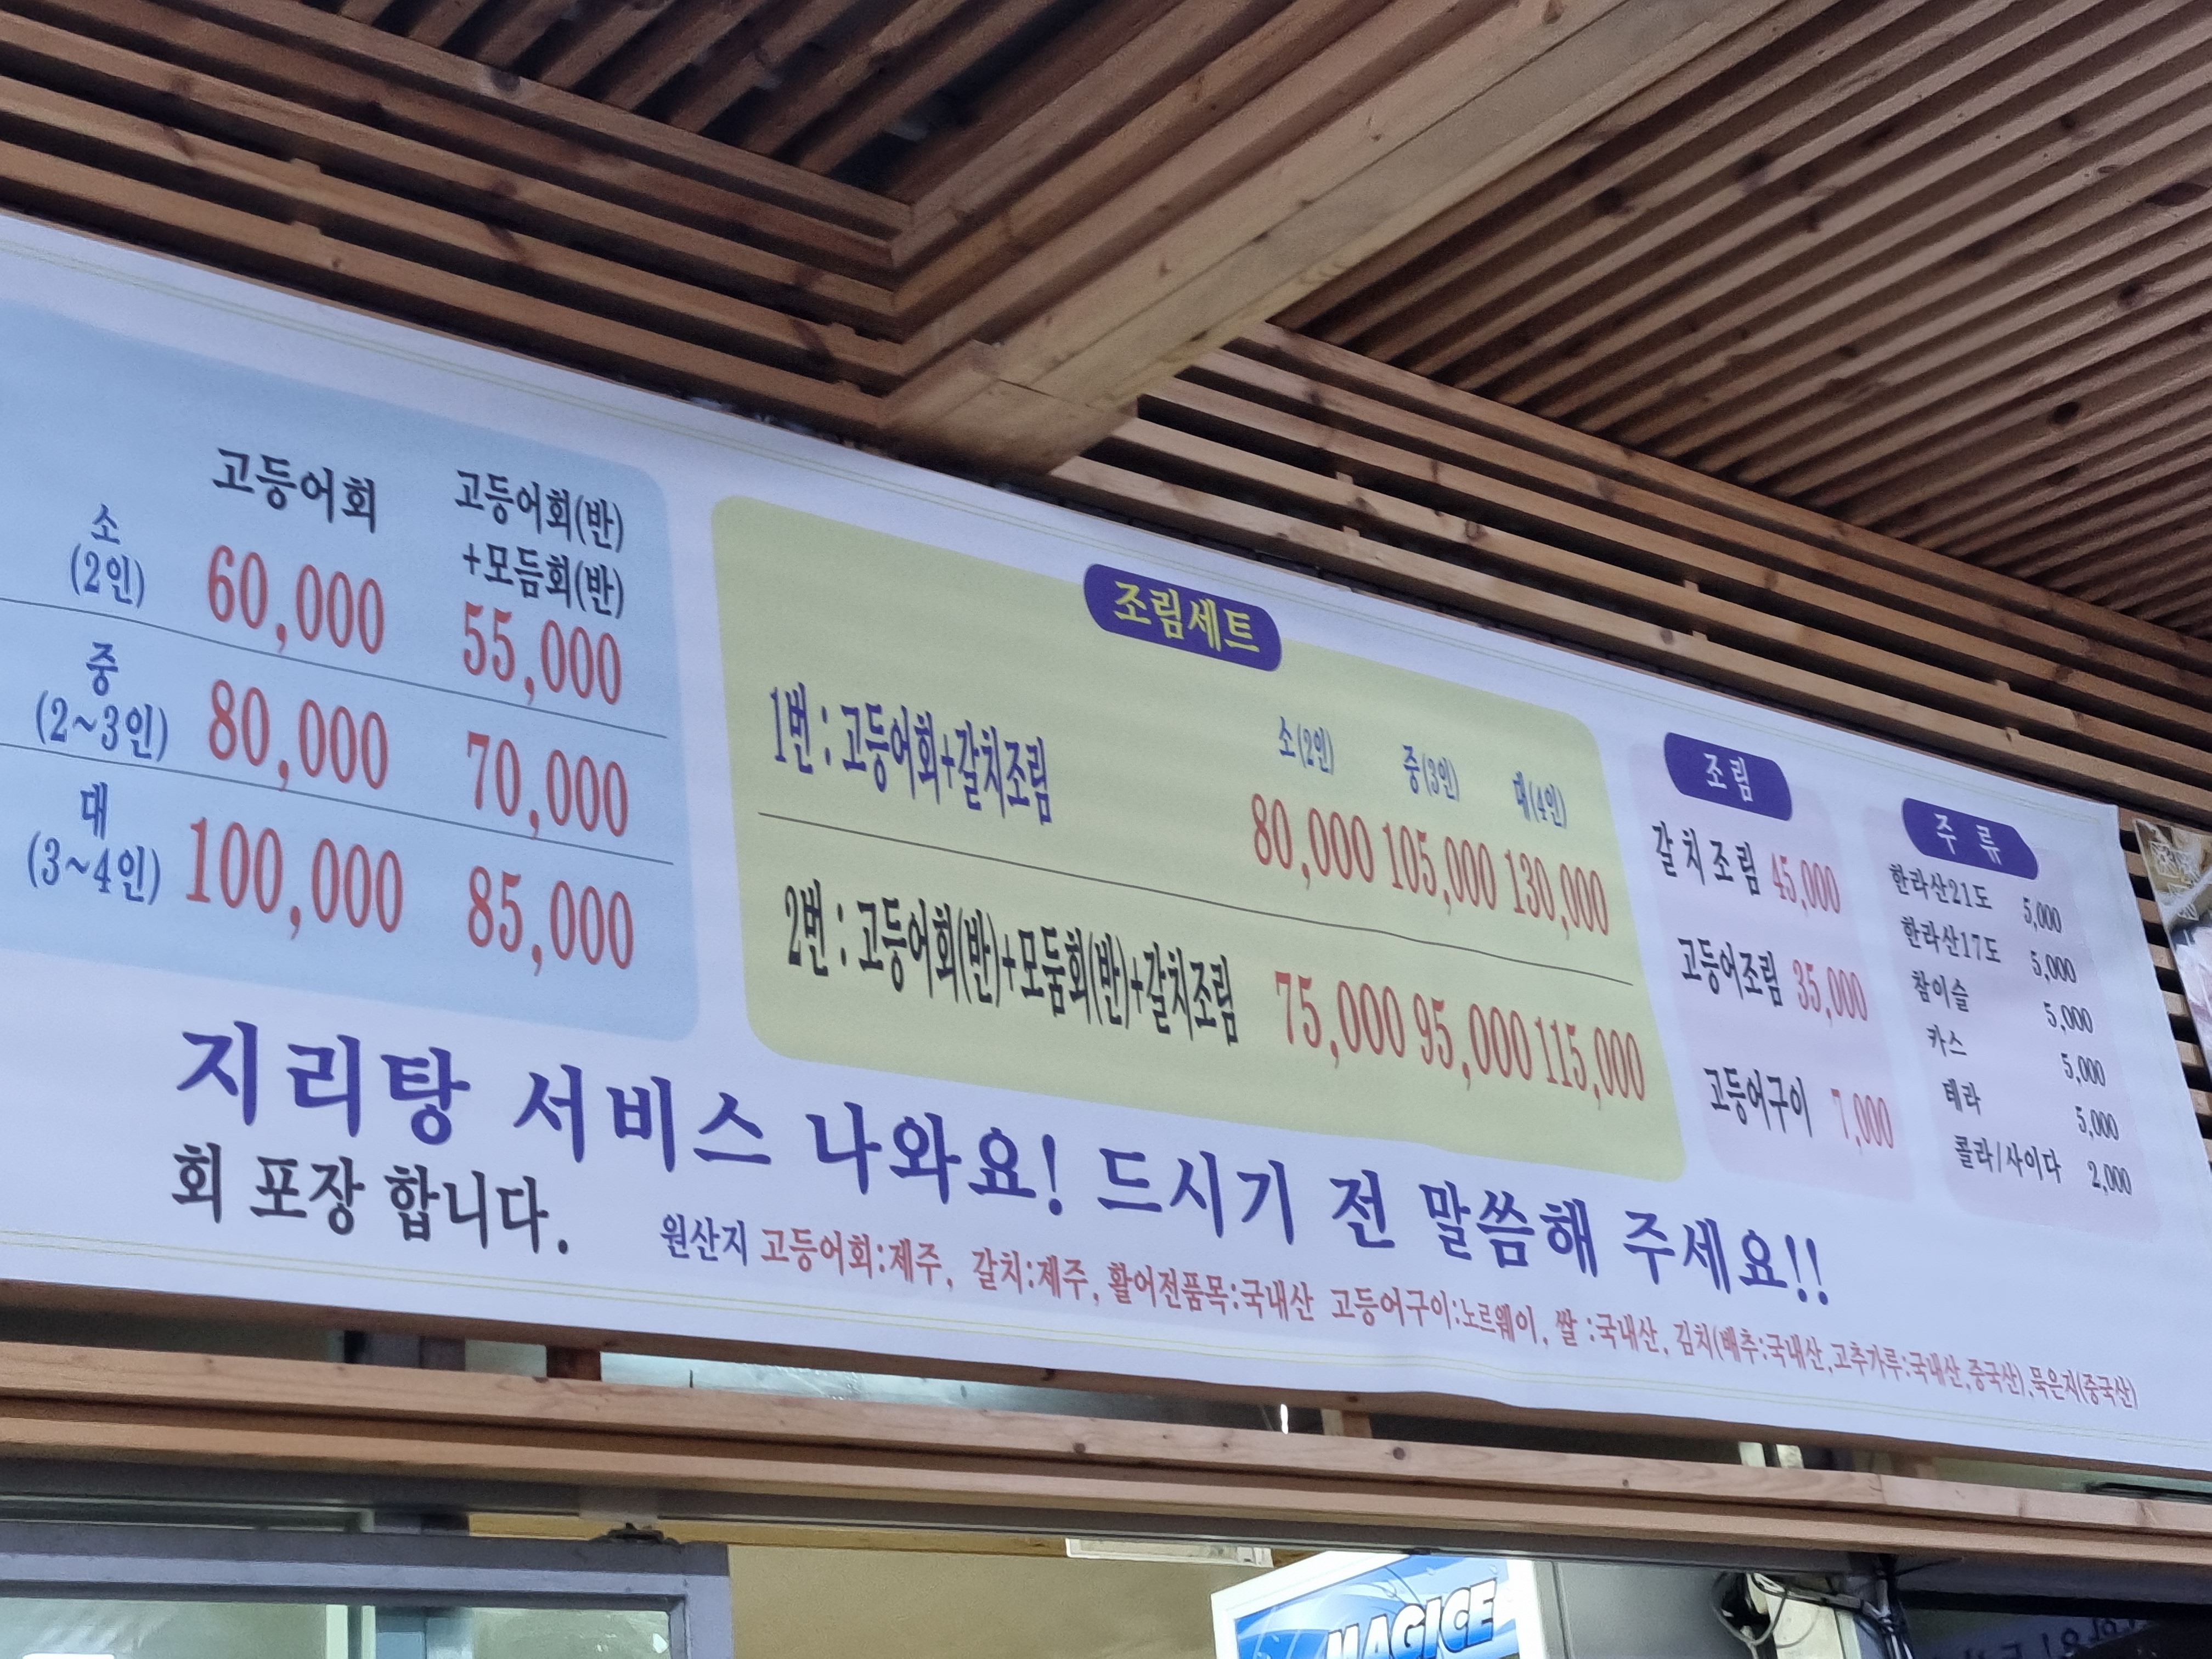 고등어회
고등어회(반)
+모듬회(반)
소
(2인)
60,000
55,000
중
(2~3인)
80,000
70,000
대
(3~4인)
100,000
85,000
조림세트
소(2인) 중(3인) 대(4인)
1번 : 고등어회+갈치조림
80,000 105,000 130,000
2번 : 고등어회(반)+모둠회(반)+갈치조림 75,000 95,000 115,000
조림
갈치조림 45,000
고등어조림 35,000
고등어구이 7,000
주 류
한라산21도 5,000
한라산17도 5,000
참이슬 5,000
카스 5,000
테라 5,000
콜라/사이다 2,000
지리탕 서비스 나와요! 드시기 전 말씀해 주세요!!
회 포장 합니다.
원산지 고등어회:제주, 갈치:제주, 활어전품목:국내산 고등어구이:노르웨이, 쌀 :국내산, 김치(배추:국내산,고추가루:국내산,중국산),묵은지(중국산)
MAGICE